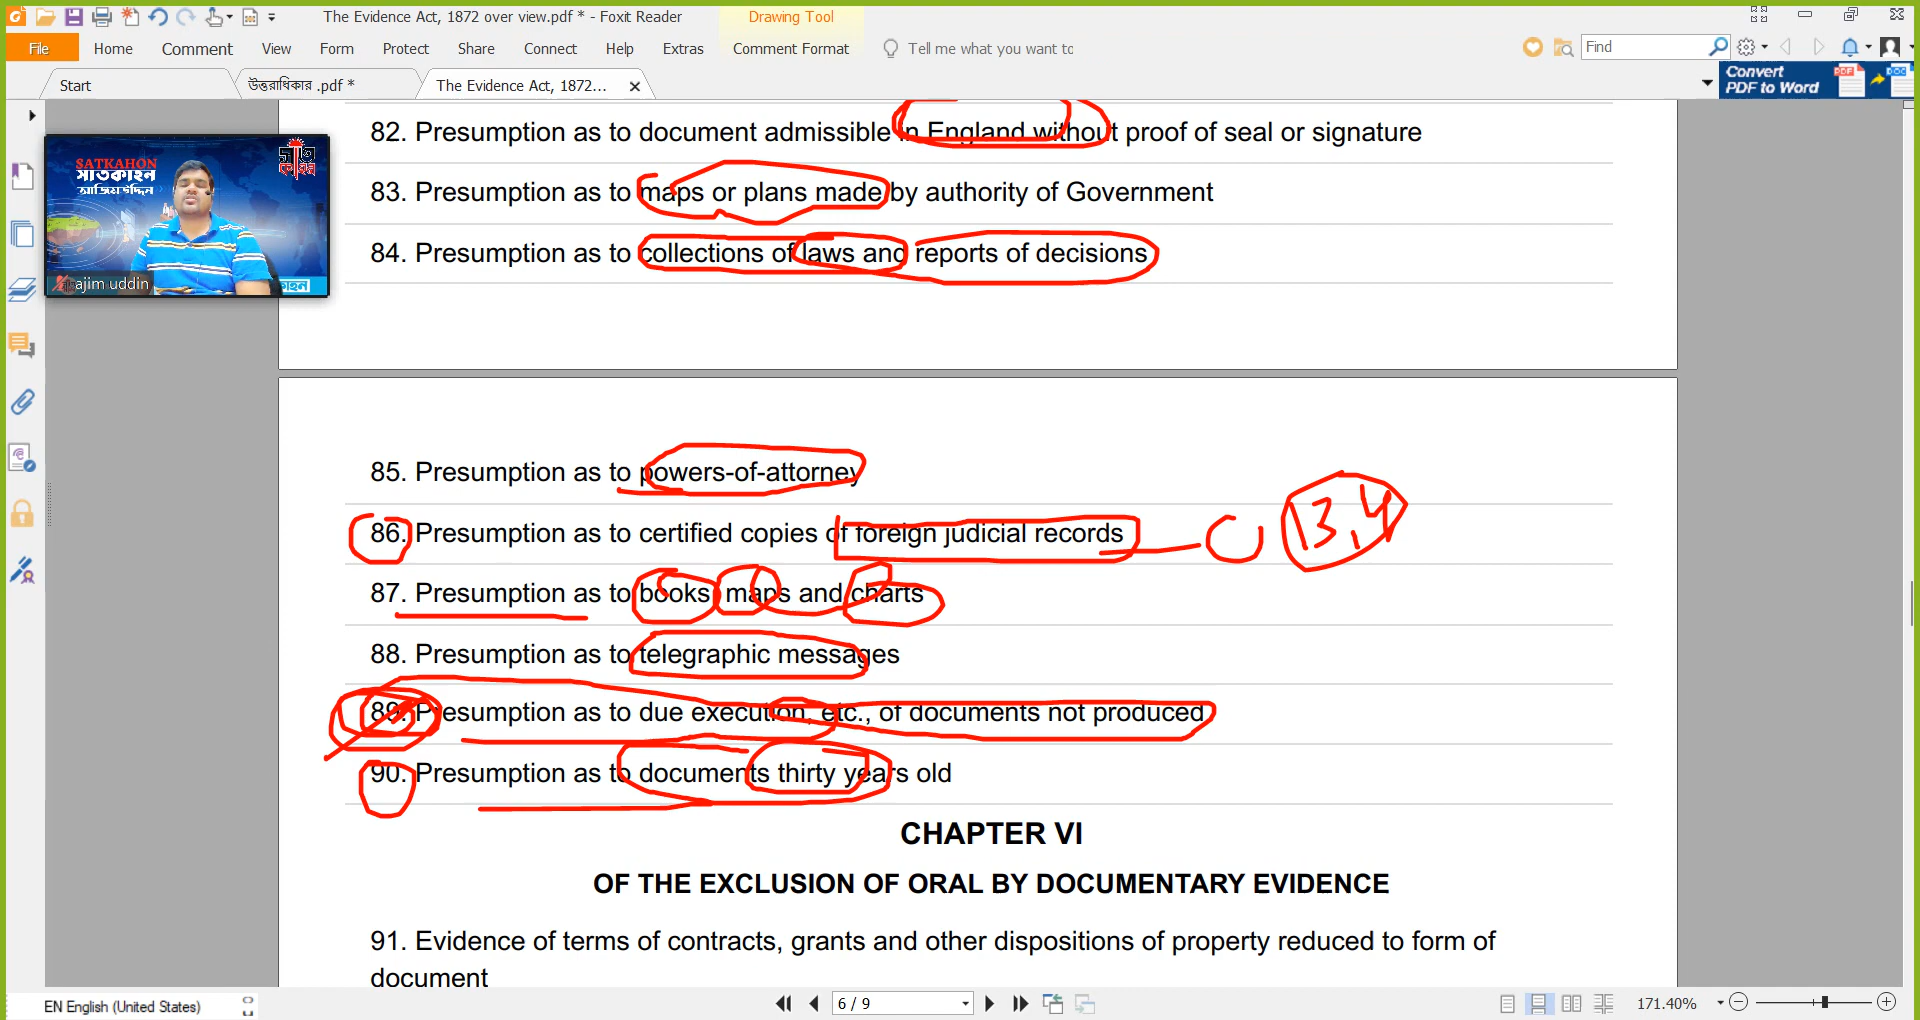 The Evidence Act, 1872 over view.pdf * - Foxit Reader
Drawing Tool
File Home Comment View Form Protect Share Connect Help Extras Comment Format Tell me what you want to Find
Start উত্তরাধিকার .pdf * The Evidence Act, 1872...
Convert PDF to Word
PDF DOC
82. Presumption as to document admissible in England without proof of seal or signature
SATKAHON
সাতকাহন
আজিমউদ্দিন
83. Presumption as to maps or plans made by authority of Government
84. Presumption as to collections of laws and reports of decisions
ajim uddin
85. Presumption as to powers-of-attorney
86. Presumption as to certified copies of foreign judicial records
13,4
87. Presumption as to books maps and charts
88. Presumption as to telegraphic messages
89. Presumption as to due execution, etc., of documents not produced
90. Presumption as to documents thirty years old
CHAPTER VI
OF THE EXCLUSION OF ORAL BY DOCUMENTARY EVIDENCE
91. Evidence of terms of contracts, grants and other dispositions of property reduced to form of
document
EN English (United States)
6 / 9
171.40%